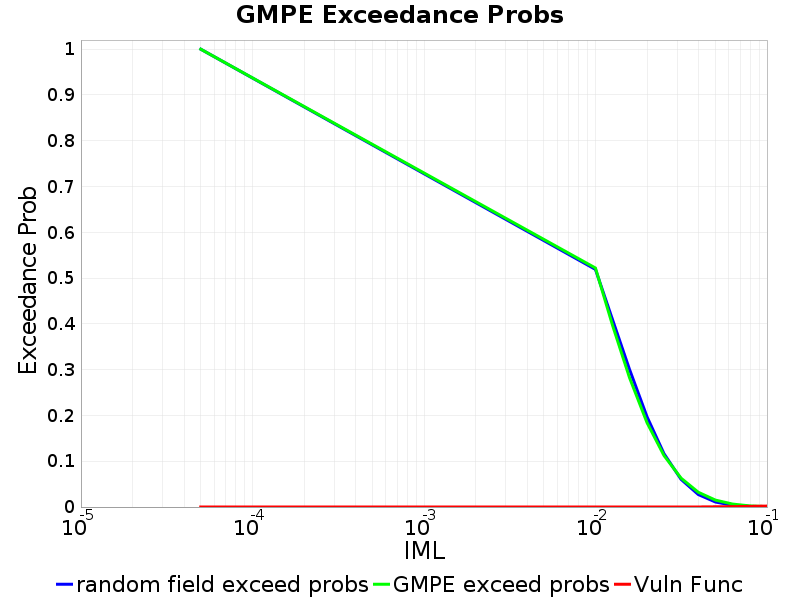 GMPE Exceedance Probs
1
0.9
0.8
0.7
0.6
0.5
0.4
0.3
0.2
0.1
0
Exceedance Prob
10-5 10-4 10-3 10-2 10-1
IML
random field exceed probs GMPE exceed probs Vuln Func